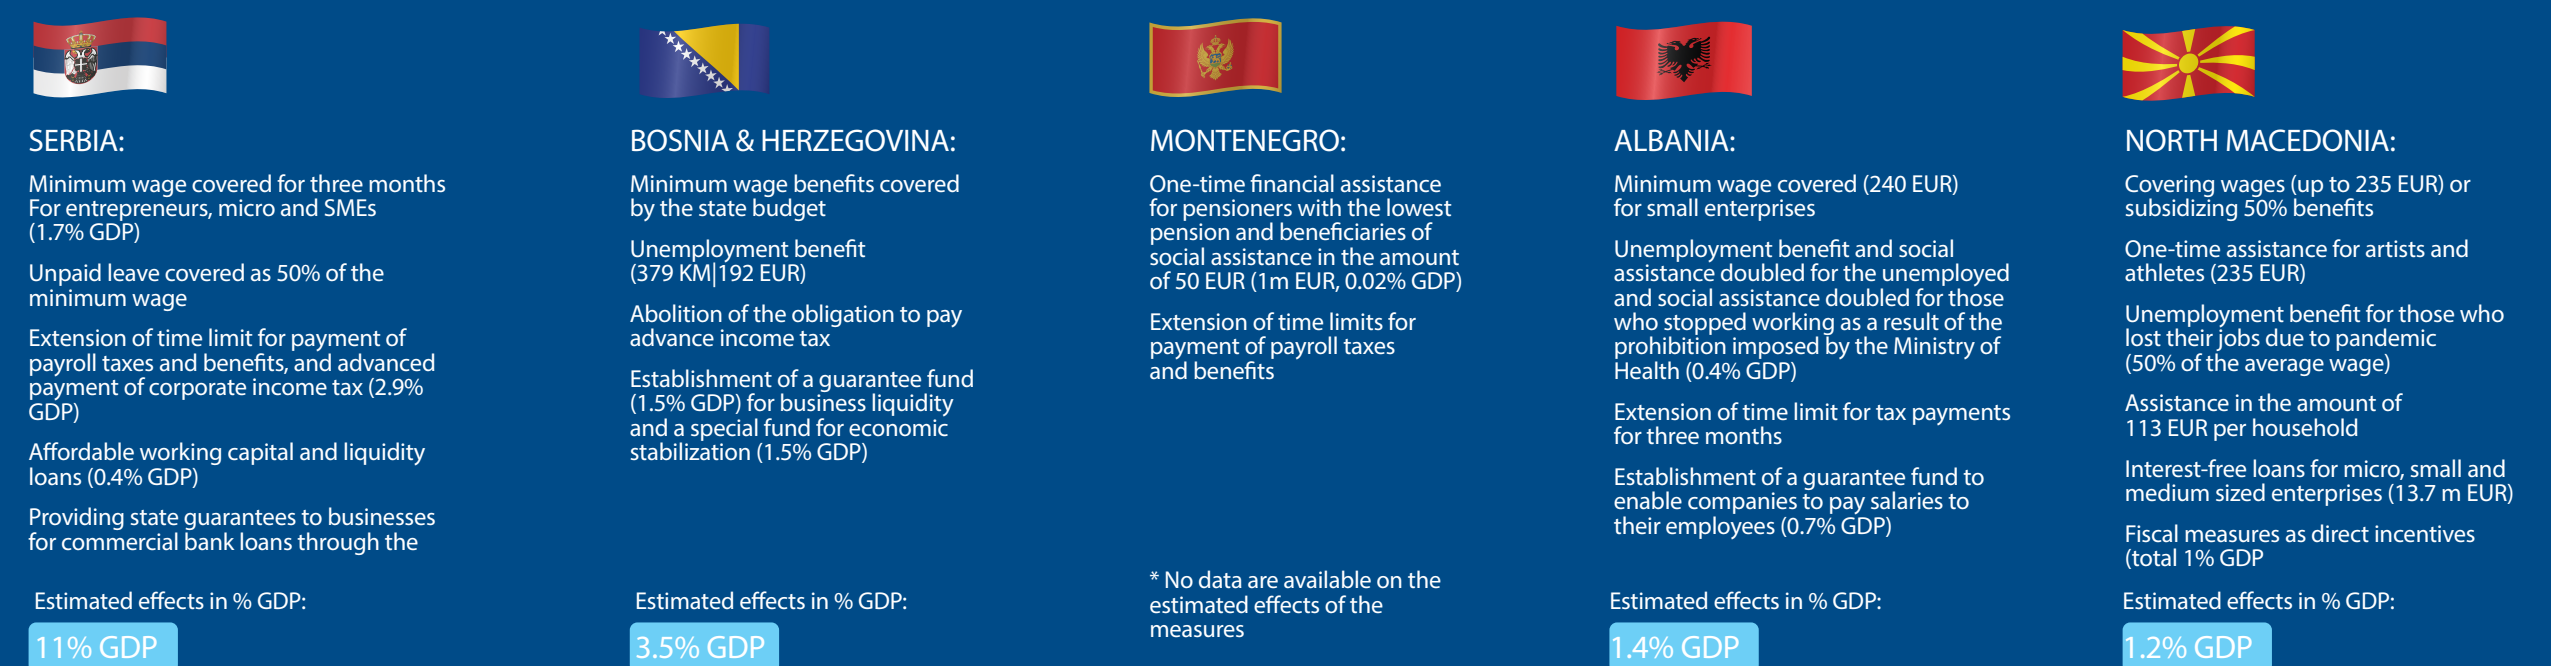 SERBIA:
Minimum wage covered for three months
For entrepreneurs, micro and SMEs
(1.7% GDP)
Unpaid leave covered as 50% of the
minimum wage
Extension of time limit for payment of
payroll taxes and benefits, and advanced
payment of corporate income tax (2.9%
GDP)
Affordable working capital and liquidity
loans (0.4% GDP)
Providing state guarantees to businesses
for commercial bank loans through the
Estimated effects in % GDP:
11% GDP
BOSNIA & HERZEGOVINA:
Minimum wage benefits covered
by the state budget
Unemployment benefit
(379 KM|192 EUR)
Abolition of the obligation to pay
advance income tax
Establishment of a guarantee fund
(1.5% GDP) for business liquidity
and a special fund for economic
stabilization (1.5% GDP)
Estimated effects in % GDP:
3.5% GDP
MONTENEGRO:
One-time financial assistance
for pensioners with the lowest
pension and beneficiaries of
social assistance in the amount
of 50 EUR (1m EUR, 0.02% GDP)
Extension of time limits for
payment of payroll taxes
and benefits
* No data are available on the
estimated effects of the
measures
ALBANIA:
Minimum wage covered (240 EUR)
for small enterprises
Unemployment benefit and social
assistance doubled for the unemployed
and social assistance doubled for those
who stopped working as a result of the
prohibition imposed by the Ministry of
Health (0.4% GDP)
Extension of time limit for tax payments
for three months
Establishment of a guarantee fund to
enable companies to pay salaries to
their employees (0.7% GDP)
Estimated effects in % GDP:
1.4% GDP
NORTH MACEDONIA:
Covering wages (up to 235 EUR) or
subsidizing 50% benefits
One-time assistance for artists and
athletes (235 EUR)
Unemployment benefit for those who
lost their jobs due to pandemic
(50% of the average wage)
Assistance in the amount of
113 EUR per household
Interest-free loans for micro, small and
medium sized enterprises (13.7 m EUR)
Fiscal measures as direct incentives
(total 1% GDP
Estimated effects in % GDP:
1.2% GDP